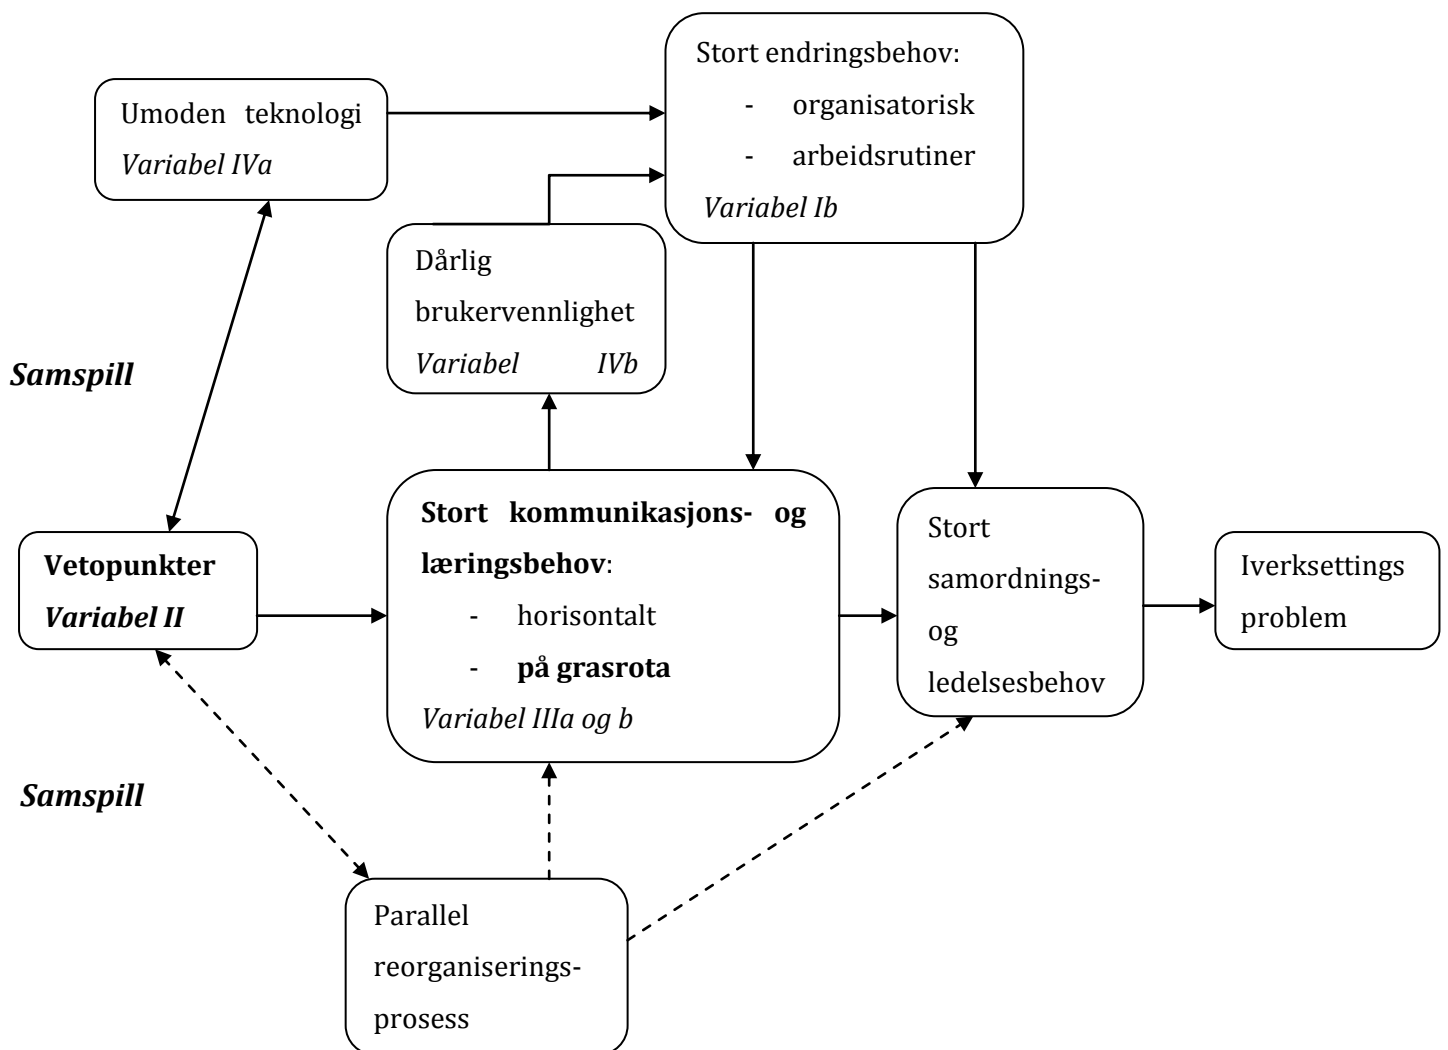 Stort endringsbehov:
- organisatorisk
- arbeidsrutiner
Variabel Ib
Umoden teknologi
Variabel IVa
Dårlig
brukervennlighet
Variabel IVb
Samspill
Vetopunkter
Variabel II
Stort kommunikasjons- og
læringsbehov:
- horisontalt
- på grasrota
Variabel IIIa og b
Stort
samordnings-
og
ledelsesbehov
Iverksettings
problem
Samspill
Parallel
reorganiserings-
prosess